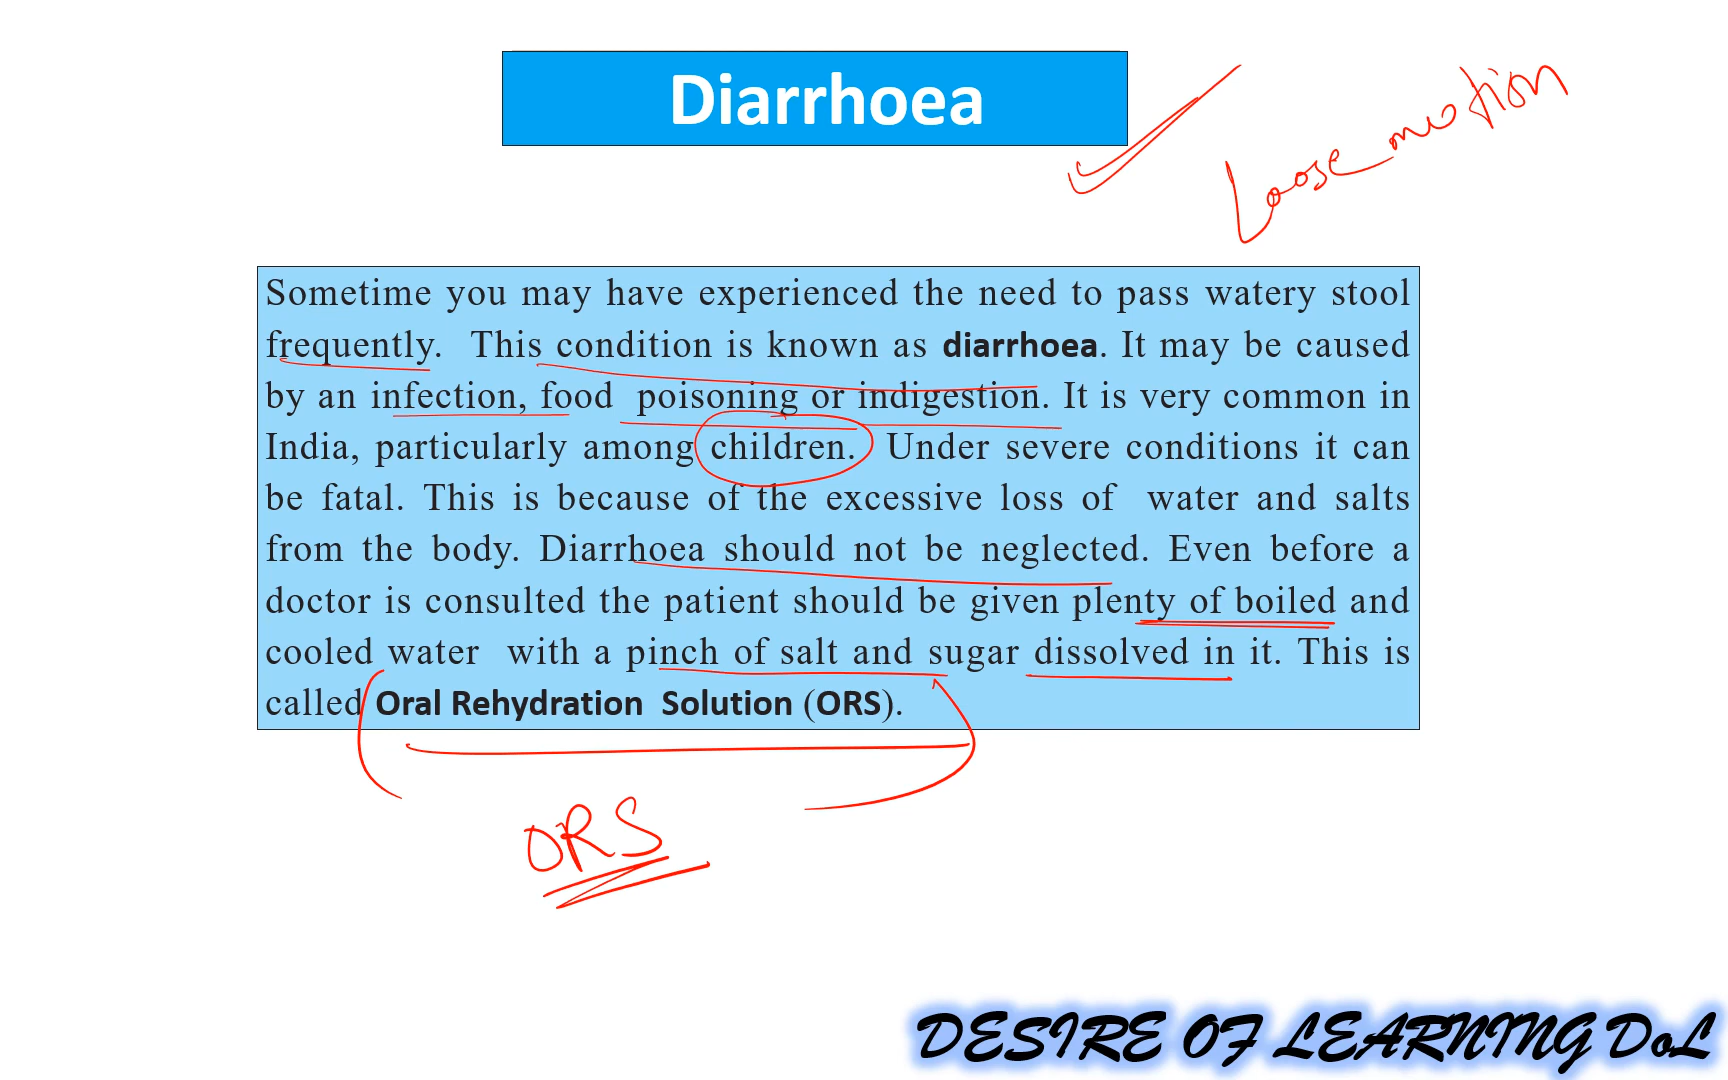 Diarrhoea
Loose motion
Sometime you may have experienced the need to pass watery stool
frequently. This condition is known as diarrhoea. It may be caused
by an infection, food poisoning or indigestion. It is very common in
India, particularly among children. Under severe conditions it can
be fatal. This is because of the excessive loss of water and salts
from the body. Diarrhoea should not be neglected. Even before a
doctor is consulted the patient should be given plenty of boiled and
cooled water with a pinch of salt and sugar dissolved in it. This is
called Oral Rehydration Solution (ORS).
ORS
DESIRE OF LEARNING DoL